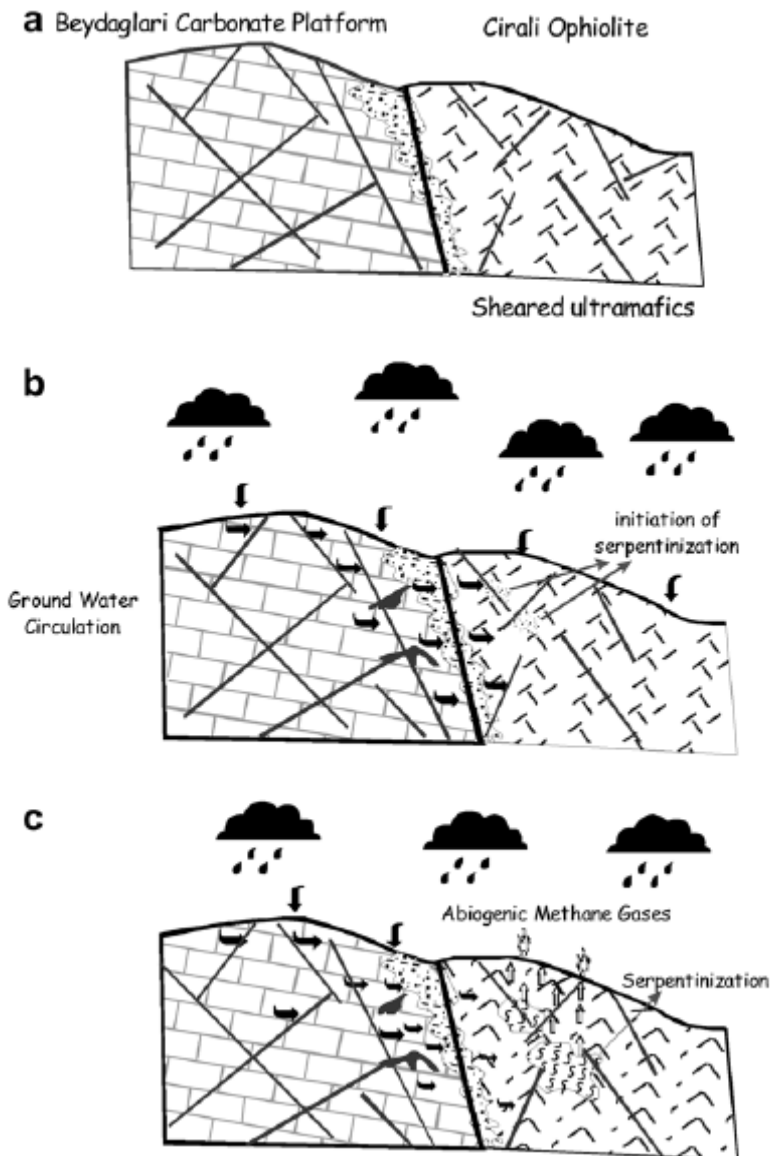 a Beydaglari Carbonate Platform Cirali Ophiolite
Sheared ultramafics
b
initiation of
serpentinization
Ground Water
Circulation
c
Abiogenic Methane Gases
Serpentinization